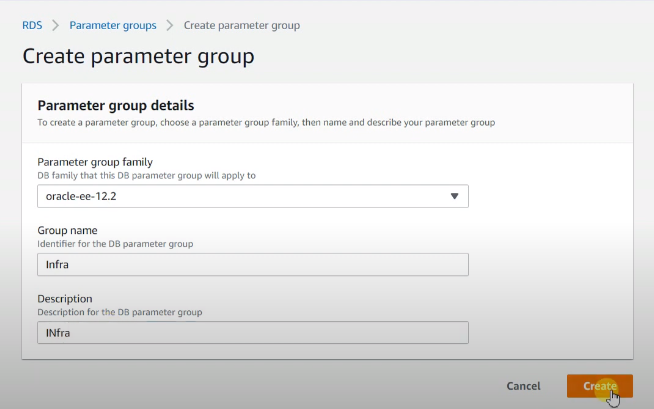 RDS > Parameter groups > Create parameter group
Create parameter group
Parameter group details
To create a parameter group, choose a parameter group family, then name and describe your parameter group
Parameter group family
DB family that this DB parameter group will apply to
oracle-ee-12.2
Group name
Identifier for the DB parameter group
Infra
Description
Description for the DB parameter group
INfra
Cancel Create